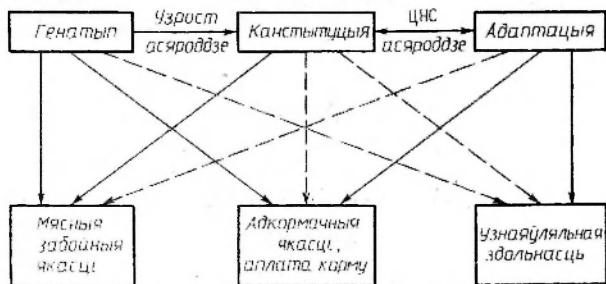 Генатып
Узрост
асяроддзе
Канстытуцыя
ЦНС
асяроддзе
Адаптацыя
Мясныя
забойныя
якасці
Адкормачныя
якасці,
аплата корму
Узнаўляльная
здольнасць